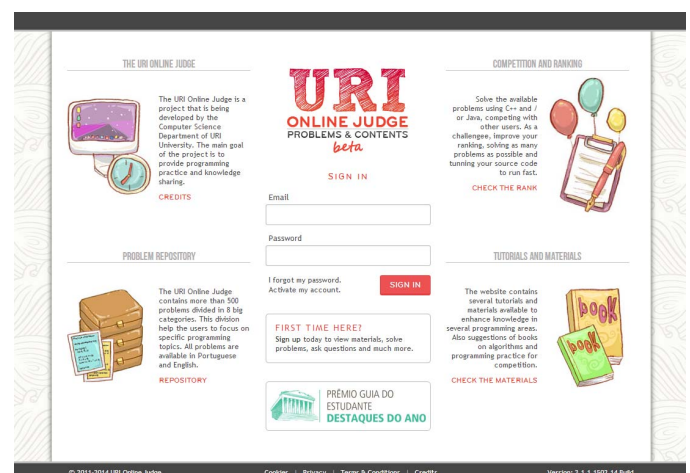 THE URI ONLINE JUDGE
The URI Online Judge is a
project that is being
developed by the
Computer Science
Department of URI
University. The main goal
of the project is to
provide programming
practice and knowledge
sharing.
CREDITS
PROBLEM REPOSITORY
The URI Online Judge
contains more than 500
problems divided in 8 big
categories. This division
help the users to focus on
specific programming
topics. All problems are
available in Portuguese
and English.
REPOSITORY
URI
ONLINE JUDGE
PROBLEMS & CONTENTS
beta
SIGN IN
Email
Password
I forgot my password.
Activate my account.
SIGN IN
FIRST TIME HERE?
Sign up today to view materials, solve
problems, ask questions and much more.
PRÊMIO GUIA DO
ESTUDANTE
DESTAQUES DO ANO
COMPETITION AND RANKING
Solve the available
problems using C++ and /
or Java, competing with
other users. As a
challengee, improve your
ranking, solving as many
problems as possible and
tunning your source code
to run fast.
CHECK THE RANK
TUTORIALS AND MATERIALS
The website contains
several tutorials and
materials available to
enhance knowledge in
several programming areas.
Also suggestions of books
on algorithms and
programming practice for
competition.
CHECK THE MATERIALS
book
book
© 2011-2014 URI Online Judge
Cookies | Privacy | Terms & Conditions | Credits